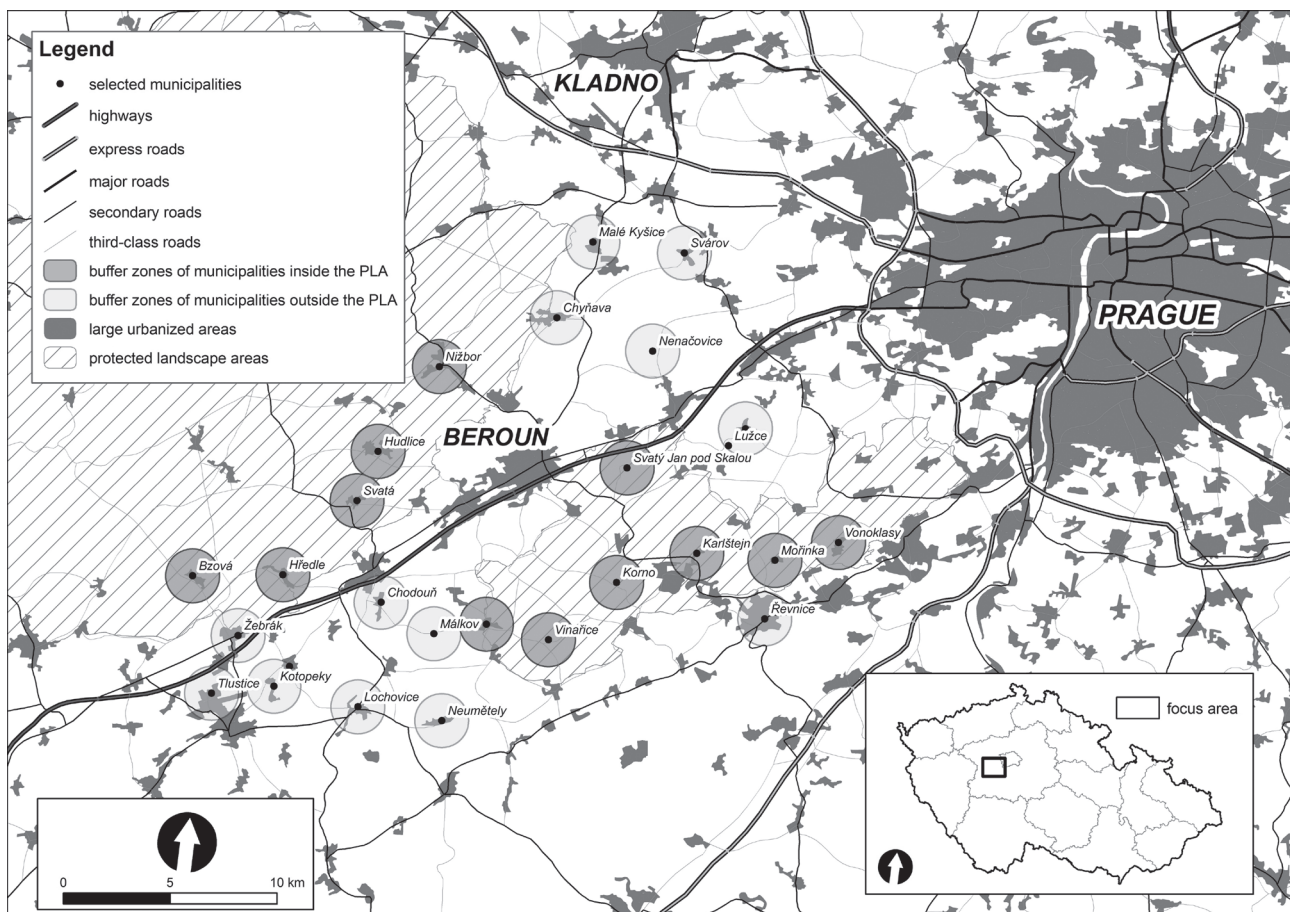 Legend
selected municipalities
highways
express roads
major roads
secondary roads
third-class roads
buffer zones of municipalities inside the PLA
buffer zones of municipalities outside the PLA
large urbanized areas
protected landscape areas
KLADNO
Malé Kyšice
Svárov
Chyňava
PRAGUE
Nenačovice
Nižbor
BEROUN
Lužce
Hudlice
Svatý Jan pod Skalou
Svatá
Vonoklasy
Karlštejn
Mořinka
Bzová
Hředle
Korno
Chodouň
Řevnice
Žebrák
Málkov
Vinařice
Kotopeky
Tlustice
Lochovice
Neumětely
focus area
0 5 10 km